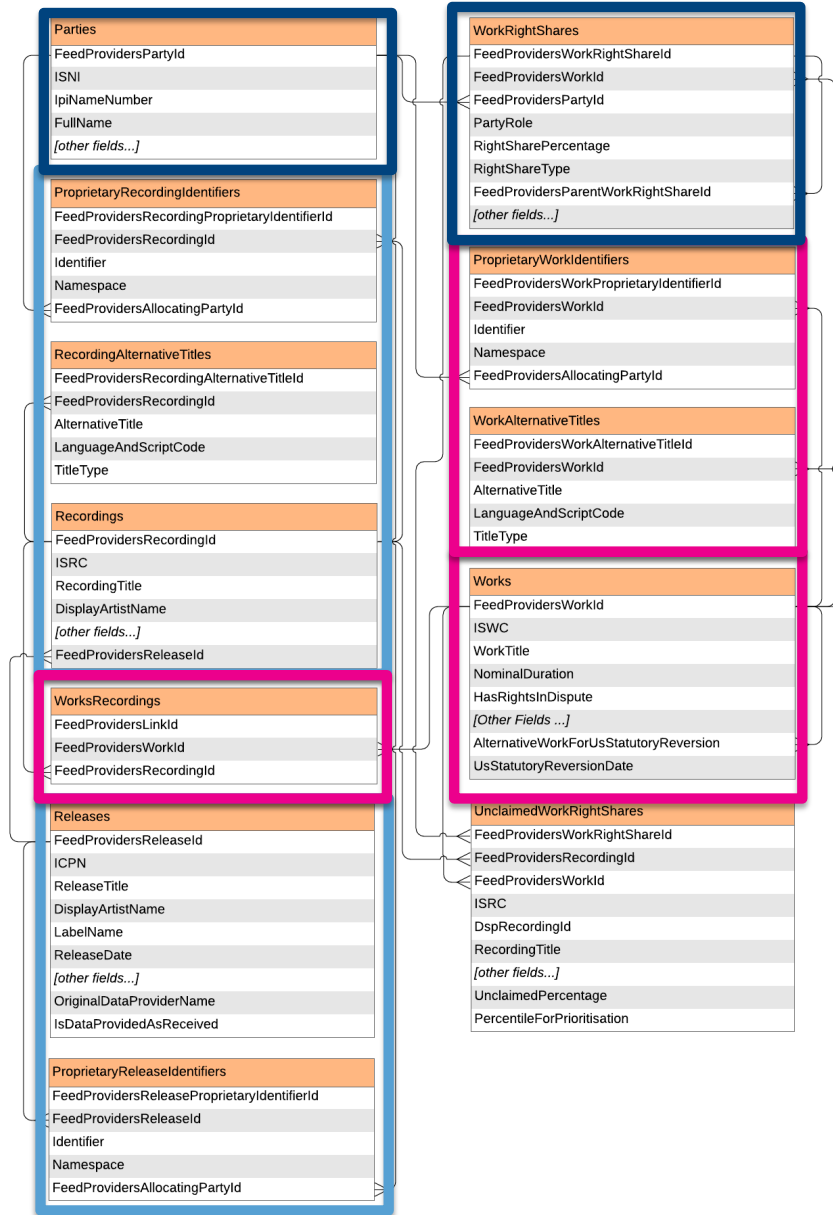 Parties
FeedProvidersPartyId
ISNI
IpiNameNumber
FullName
[other fields...]
ProprietaryRecordingIdentifiers
FeedProvidersRecordingProprietaryIdentifierId
FeedProvidersRecordingId
Identifier
Namespace
FeedProvidersAllocatingPartyId
RecordingAlternativeTitles
FeedProvidersRecordingAlternativeTitleId
FeedProvidersRecordingId
AlternativeTitle
LanguageAndScriptCode
TitleType
Recordings
FeedProvidersRecordingId
ISRC
RecordingTitle
DisplayArtistName
[other fields...]
FeedProvidersReleaseId
WorksRecordings
FeedProvidersLinkId
FeedProvidersWorkId
FeedProvidersRecordingId
Releases
FeedProvidersReleaseId
ICPN
ReleaseTitle
DisplayArtistName
LabelName
ReleaseDate
[other fields...]
OriginalDataProviderName
IsDataProvidedAsReceived
ProprietaryReleaseIdentifiers
FeedProvidersReleaseProprietaryIdentifierId
FeedProvidersReleaseId
Identifier
Namespace
FeedProvidersAllocatingPartyId
WorkRightShares
FeedProvidersWorkRightShareId
FeedProvidersWorkId
FeedProvidersPartyId
PartyRole
RightSharePercentage
RightShareType
FeedProvidersParentWorkRightShareId
[other fields...]
ProprietaryWorkIdentifiers
FeedProvidersWorkProprietaryIdentifierId
FeedProvidersWorkId
Identifier
Namespace
FeedProvidersAllocatingPartyId
WorkAlternativeTitles
FeedProvidersWorkAlternativeTitleId
FeedProvidersWorkId
AlternativeTitle
LanguageAndScriptCode
TitleType
Works
FeedProvidersWorkId
ISWC
WorkTitle
NominalDuration
HasRightsInDispute
[Other Fields ...]
AlternativeWorkForUsStatutoryReversion
UsStatutoryReversionDate
UnclaimedWorkRightShares
FeedProvidersWorkRightShareId
FeedProvidersRecordingId
FeedProvidersWorkId
ISRC
DspRecordingId
RecordingTitle
[other fields...]
UnclaimedPercentage
PercentileForPrioritisation